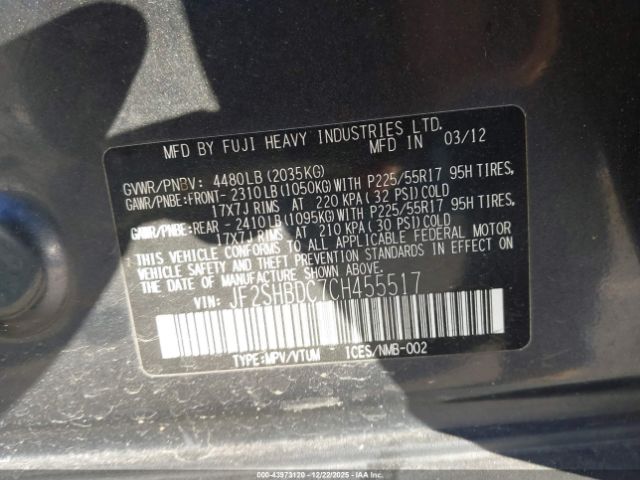 MFD BY FUJI HEAVY INDUSTRIES LTD.
MFD IN 03/12
GVWR/PNBV: 4480LB(2035KG)
GAWR/PNBE:FRONT-2310LB(1050KG)WITH P225/55R17 95H TIRES,
17X7J RIMS AT 220 KPA(32 PSI)COLD
GAWR/PNBE:REAR -2410LB(1095KG)WITH P225/55R17 95H TIRES,
17X7J RIMS AT 210 KPA(30 PSI)COLD
THIS VEHICLE CONFORMS TO ALL APPLICABLE FEDERAL MOTOR
VEHICLE SAFETY AND THEFT PREVENTION STANDARDS IN EFFECT ON
THE DATE OF MANUFACTURE SHOWN ABOVE.
VIN: JF2SHBDC7CH455517
TYPE:MPV/VTUM ICES/NMB-002
000-43973120 - 12/22/2025 - IAAI.COM